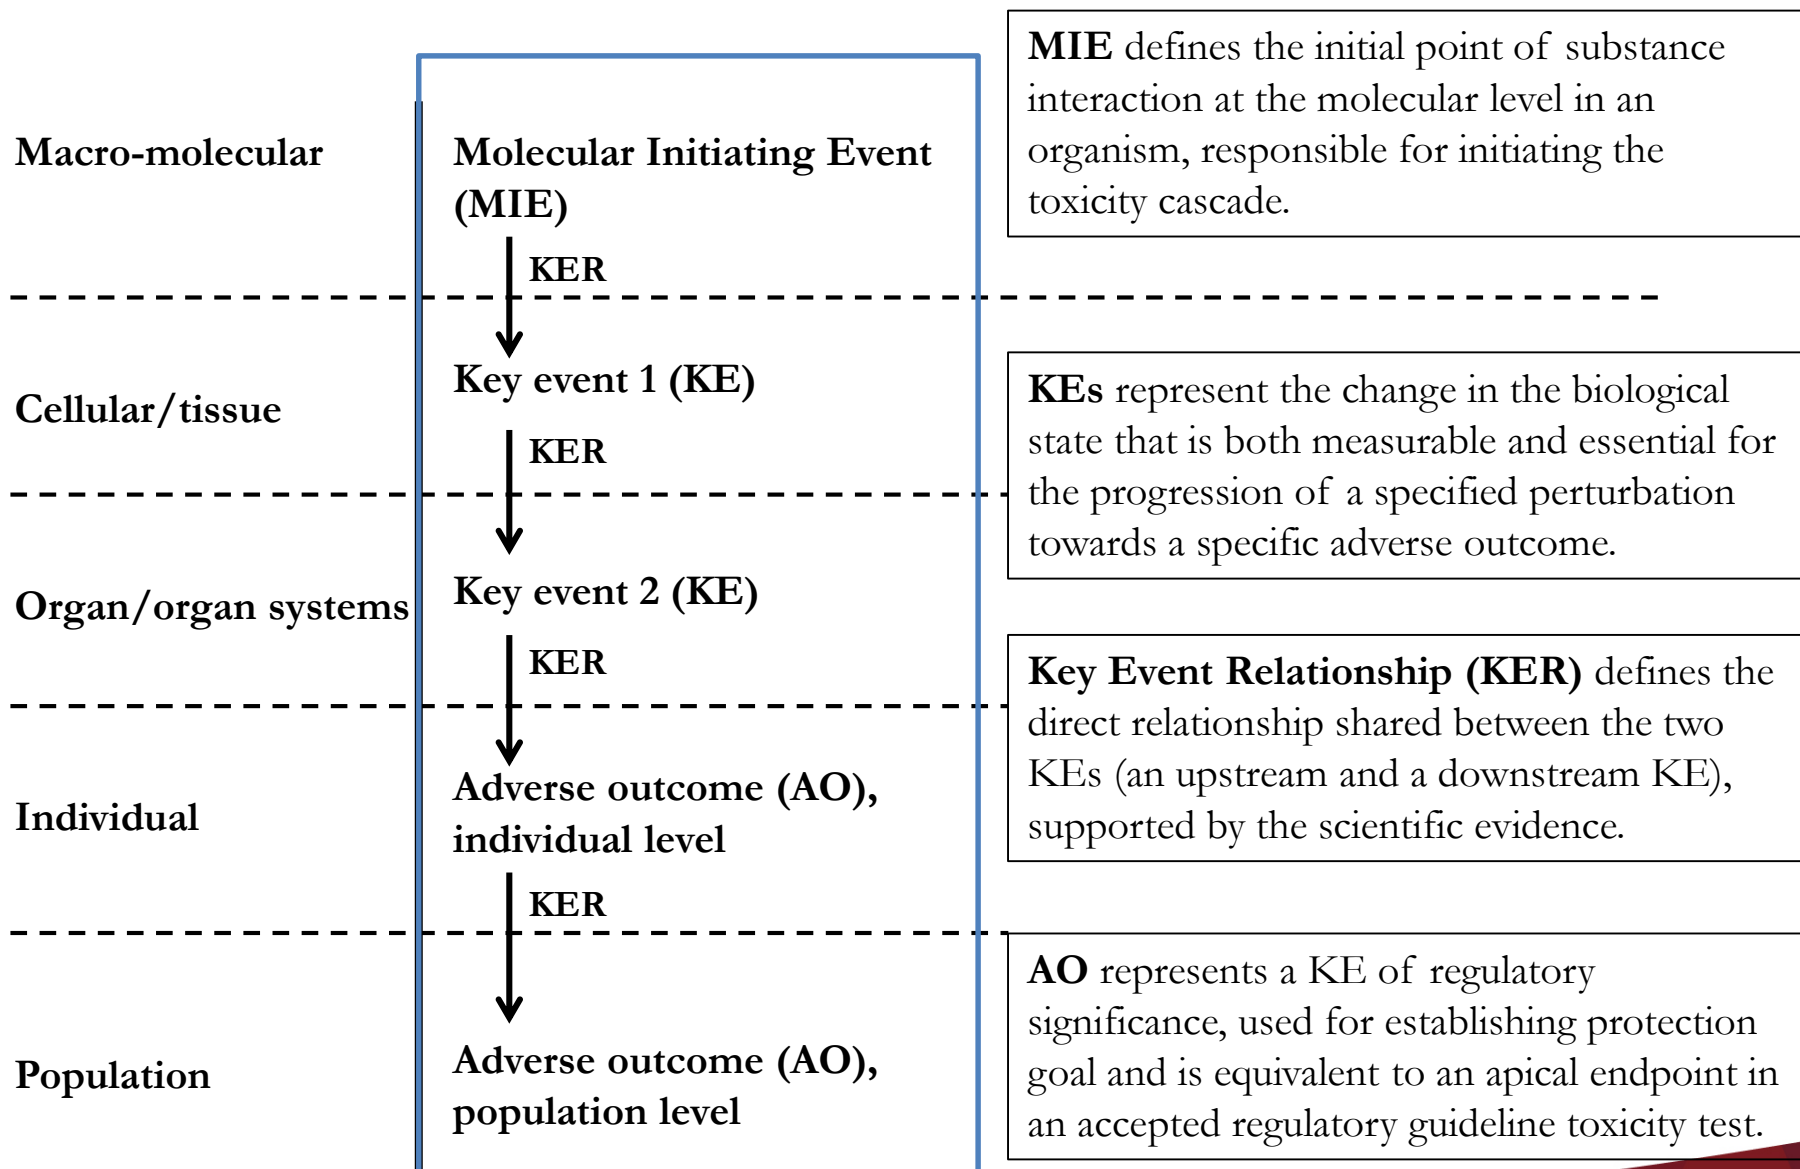 Macro-molecular
Molecular Initiating Event
(MIE)
KER
MIE defines the initial point of substance
interaction at the molecular level in an
organism, responsible for initiating the
toxicity cascade.
Cellular/tissue
Key event 1 (KE)
KER
KEs represent the change in the biological
state that is both measurable and essential for
the progression of a specified perturbation
towards a specific adverse outcome.
Organ/organ systems
Key event 2 (KE)
KER
Key Event Relationship (KER) defines the
direct relationship shared between the two
KEs (an upstream and a downstream KE),
supported by the scientific evidence.
Individual
Adverse outcome (AO),
individual level
KER
Population
Adverse outcome (AO),
population level
AO represents a KE of regulatory
significance, used for establishing protection
goal and is equivalent to an apical endpoint in
an accepted regulatory guideline toxicity test.